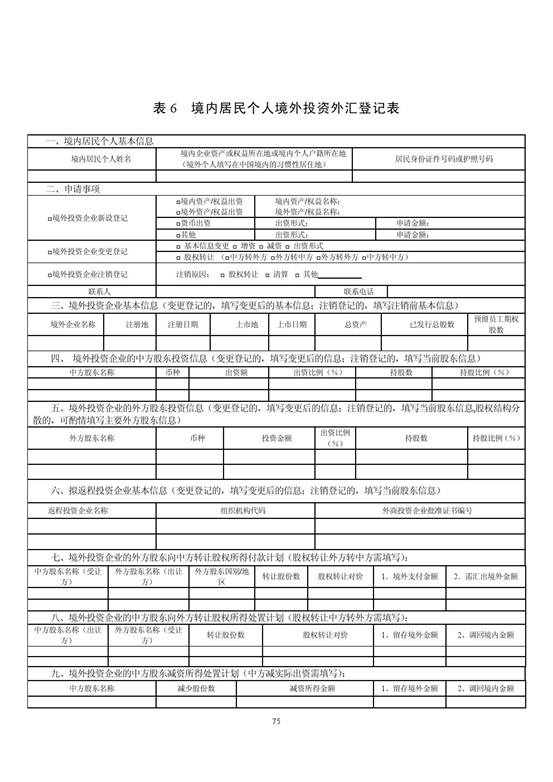 表 6 境内居民个人境外投资外汇登记表
一、境内居民个人基本信息
境内居民个人姓名
境内企业资产或权益所在地或境内个人户籍所在地
(境外个人填写在中国境内的习惯性居住地)
居民身份证件号码或护照号码
二、申请事项
□境外投资企业新设登记
□境内资产/权益出资 境内资产/权益名称:
□境外资产/权益出资 境外资产/权益名称:
□货币出资 出资形式: 申请金额:
□其他 出资形式: 申请金额:
□境外投资企业变更登记
□ 基本信息变更 □ 增资 □ 减资 □ 出资形式
□ 股权转让 (□中方转外方 □外方转中方 □外方转外方 □中方转中方)
□境外投资企业注销登记 注销原因: □ 股权转让 □ 清算 □ 其他
联系人 联系电话
三、境外投资企业基本信息(变更登记的,填写变更后的基本信息;注销登记的,填写注销前基本信息)
境外企业名称 注册地 注册日期 上市地 上市日期 总资产 已发行总股数 预留员工期权
股数
四、 境外投资企业的中方股东投资信息(变更登记的,填写变更后的信息;注销登记的,填写当前股东信息)
中方股东名称 币种 出资额 出资比例(%) 持股数 持股比例(%)
五、境外投资企业的外方股东投资信息(变更登记的,填写变更后的信息;注销登记的,填写当前股东信息,股权结构分
散的,可酌情填写主要外方股东信息)
外方股东名称 币种 投资金额 出资比例
(%) 持股数 持股比例(%)
六、拟返程投资企业基本信息(变更登记的,填写变更后的信息;注销登记的,填写当前股东信息)
返程投资企业名称 组织机构代码 外商投资企业批准证书编号
七、境外投资企业的外方股东向中方转让股权所得付款计划(股权转让外方转中方需填写):
中方股东名称(受让
方) 外方股东名称(出让
方) 外方股东国别/地
区 转让股份数 股权转让对价 1、境外支付金额 2、需汇出境外金额
八、境外投资企业的中方股东向外方转让股权所得处置计划(股权转让中方转外方需填写):
中方股东名称(出让
方) 外方股东名称(受让
方) 转让股份数 股权转让对价 1、留存境外金额 2、调回境内金额
九、境外投资企业的中方股东减资所得处置计划(中方减实际出资需填写):
中方股东名称 减少股份数 减资所得金额 1、留存境外金额 2、调回境内金额
75